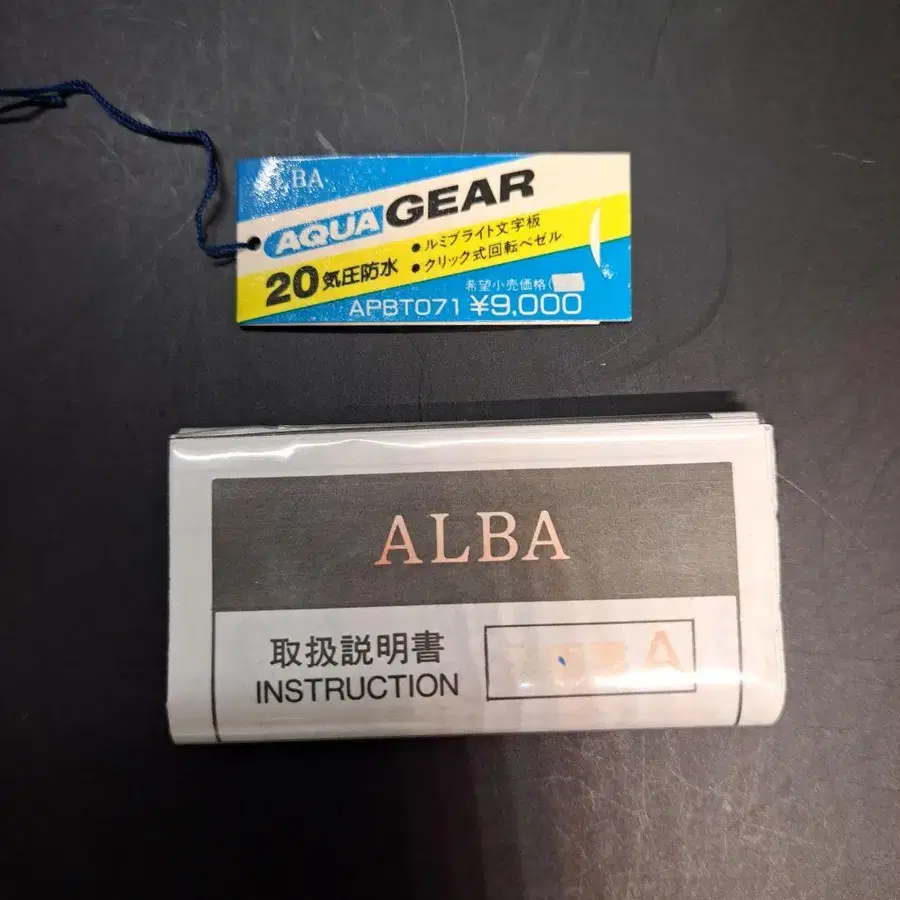 ALBA
AQUA GEAR
20気圧防水
• ルミブライト文字板
• クリック式回転ベゼル
希望小売価格(
APBT071 ¥9,000
ALBA
取扱説明書
INSTRUCTION
A